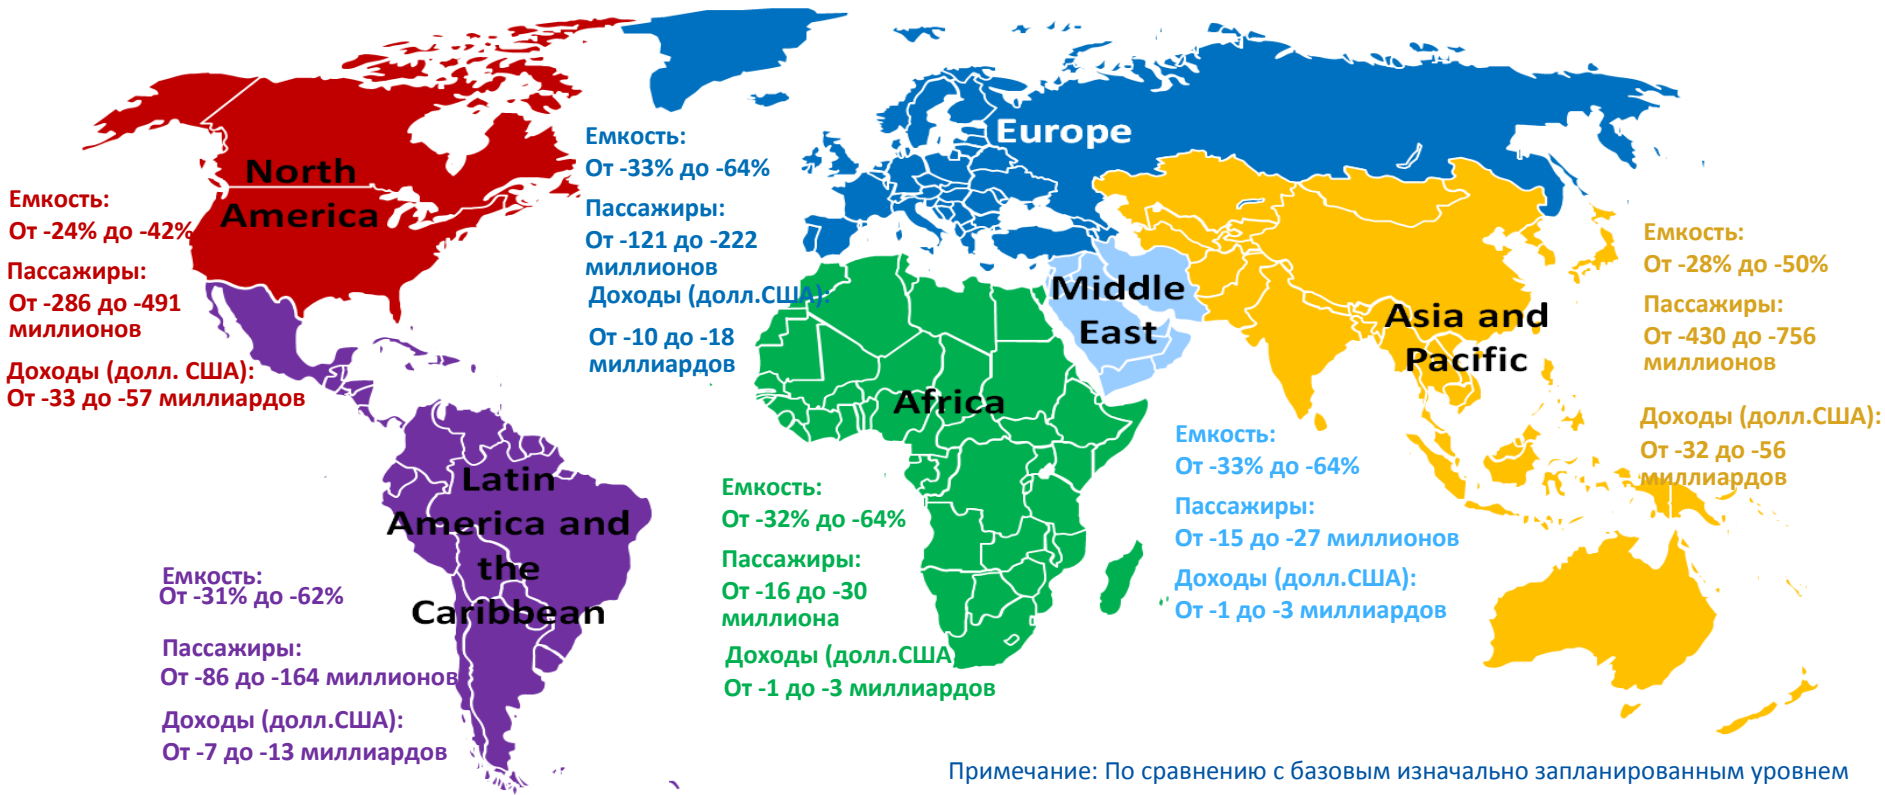 North
America
Емкость:
От -24% до -42%
Пассажиры:
От -286 до -491
миллионов
Доходы (долл. США):
От -33 до -57 миллиардов
Емкость:
От -33% до -64%
Пассажиры:
От -121 до -222
миллионов
Доходы (долл.США):
От -10 до -18
миллиардов
Europe
Middle
East
Asia and
Pacific
Емкость:
От -28% до -50%
Пассажиры:
От -430 до -756
миллионов
Доходы (долл.США):
От -32 до -56
миллиардов
Africa
Емкость:
От -32% до -64%
Пассажиры:
От -16 до -30
миллиона
Доходы (долл.США
От -1 до -3 миллиардов
Емкость:
От -33% до -64%
Пассажиры:
От -15 до -27 миллионов
Доходы (долл.США):
От -1 до -3 миллиардов
Latin
America and
the
Caribbean
Емкость:
От -31% до -62%
Пассажиры:
От -86 до -164 миллионов
Доходы (долл.США):
От -7 до -13 миллиардов
Примечание: По сравнению с базовым изначально запланированным уровнем